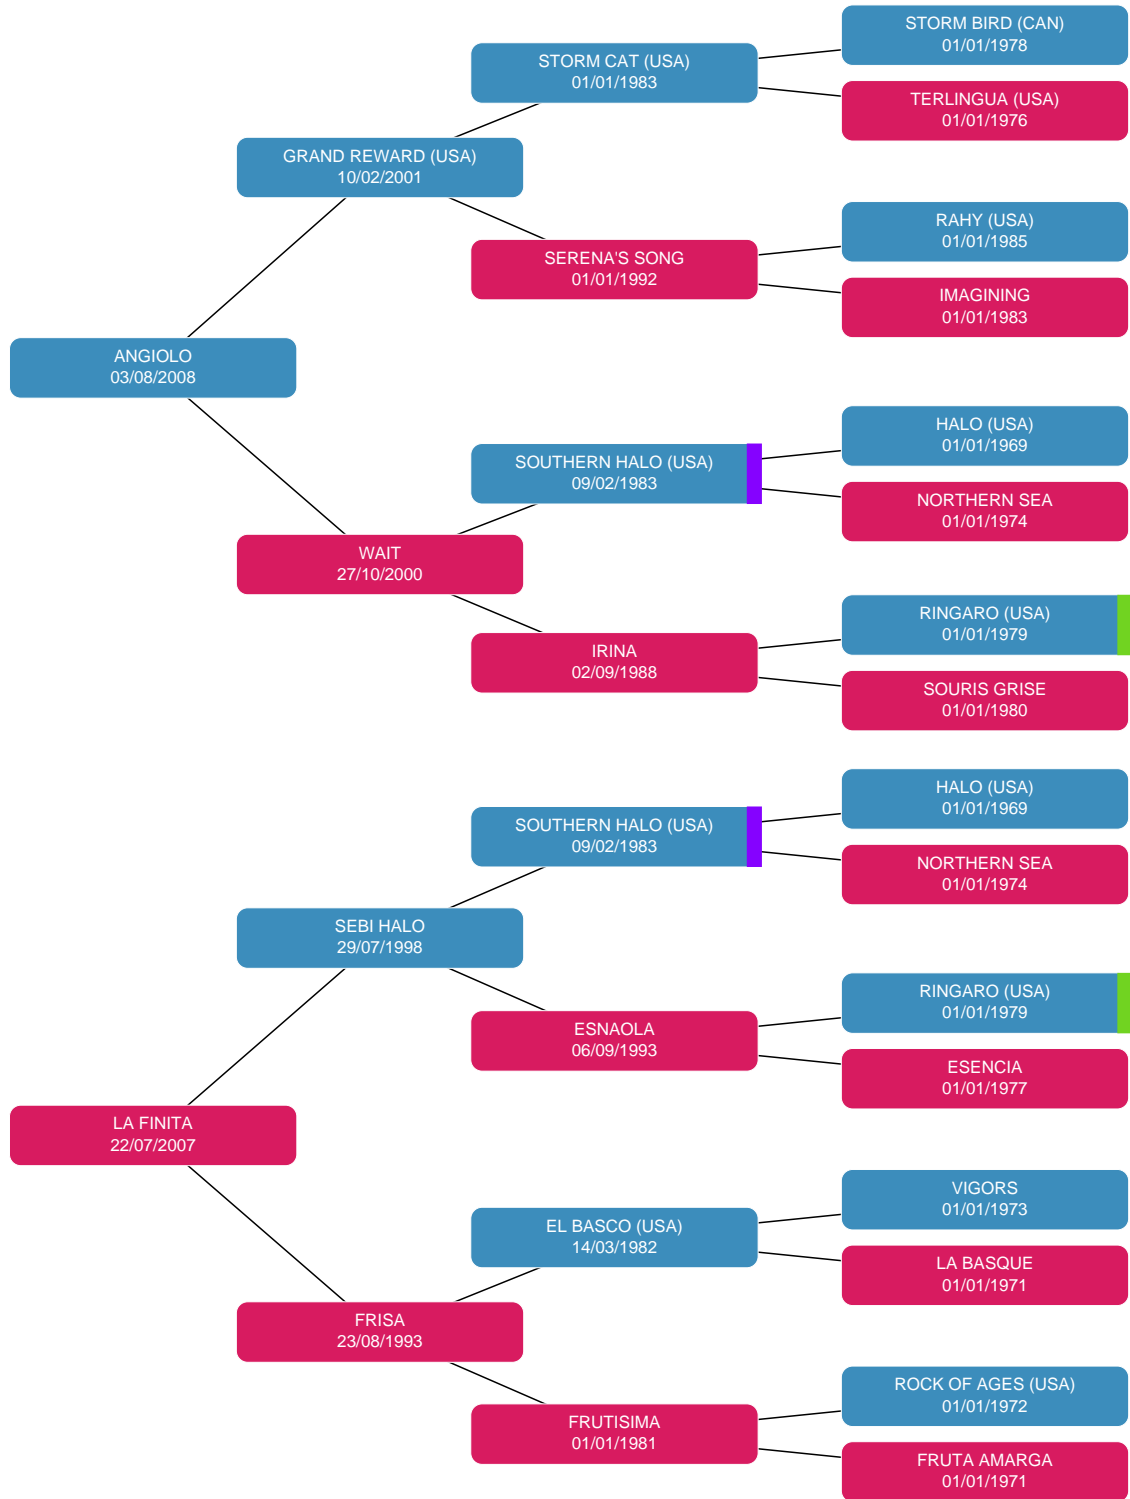 STORM BIRD (CAN)
01/01/1978
STORM CAT (USA)
01/01/1983
TERLINGUA (USA)
01/01/1976
GRAND REWARD (USA)
10/02/2001
RAHY (USA)
01/01/1985
SERENA'S SONG
01/01/1992
IMAGINING
01/01/1983
ANGIOLO
03/08/2008
HALO (USA)
01/01/1969
SOUTHERN HALO (USA)
09/02/1983
NORTHERN SEA
01/01/1974
WAIT
27/10/2000
RINGARO (USA)
01/01/1979
IRINA
02/09/1988
SOURIS GRISE
01/01/1980
HALO (USA)
01/01/1969
SOUTHERN HALO (USA)
09/02/1983
NORTHERN SEA
01/01/1974
SEBI HALO
29/07/1998
RINGARO (USA)
01/01/1979
ESNAOLA
06/09/1993
ESENCIA
01/01/1977
LA FINITA
22/07/2007
VIGORS
01/01/1973
EL BASCO (USA)
14/03/1982
LA BASQUE
01/01/1971
FRISA
23/08/1993
ROCK OF AGES (USA)
01/01/1972
FRUTISIMA
01/01/1981
FRUTA AMARGA
01/01/1971